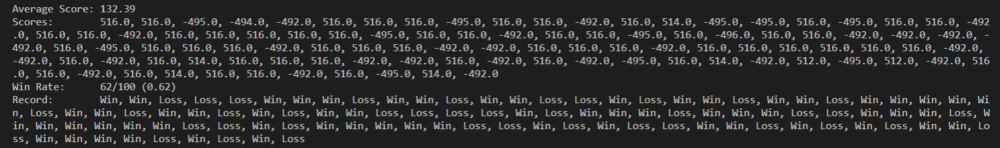 Average Score: 132.39
Scores:        516.0, 516.0, -495.0, -494.0, -492.0, 516.0, 516.0, 516.0, -495.0, 516.0, 516.0, -492.0, 516.0, 514.0, -495.0, -495.0, 516.0, -495.0, 516.0, 516.0, -492
.0, 516.0, 516.0, -492.0, 516.0, 516.0, 516.0, 516.0, 516.0, -495.0, 516.0, 516.0, -492.0, 516.0, 516.0, -495.0, 516.0, -496.0, 516.0, 516.0, -492.0, -492.0, -492.0, -
492.0, 516.0, -495.0, 516.0, 516.0, 516.0, -492.0, 516.0, 516.0, 516.0, -492.0, -492.0, 516.0, 516.0, 516.0, -492.0, 516.0, 516.0, 516.0, 516.0, 516.0, 516.0, -492.0,
-492.0, 516.0, -492.0, 516.0, 514.0, 516.0, 516.0, 516.0, -492.0, -492.0, 516.0, -492.0, 516.0, -492.0, -495.0, 516.0, 514.0, -492.0, 512.0, -495.0, 512.0, -492.0, 516
.0, 516.0, -492.0, 516.0, 514.0, 516.0, 516.0, -492.0, 516.0, -495.0, 514.0, -492.0
Win Rate:      62/100 (0.62)
Record:        Win, Win, Loss, Loss, Loss, Win, Win, Win, Loss, Win, Win, Loss, Win, Win, Loss, Loss, Win, Loss, Win, Win, Loss, Win, Win, Loss, Win, Win, Win, Win, Wi
n, Loss, Win, Win, Loss, Win, Win, Loss, Win, Loss, Win, Win, Loss, Loss, Loss, Loss, Win, Loss, Win, Win, Win, Loss, Win, Win, Win, Loss, Loss, Win, Win, Win, Loss, W
in, Win, Win, Win, Win, Win, Loss, Loss, Win, Loss, Win, Win, Win, Win, Win, Loss, Loss, Win, Loss, Win, Loss, Loss, Win, Win, Loss, Win, Loss, Win, Loss, Win, Win, Lo
ss, Win, Win, Win, Win, Loss, Win, Loss, Win, Loss